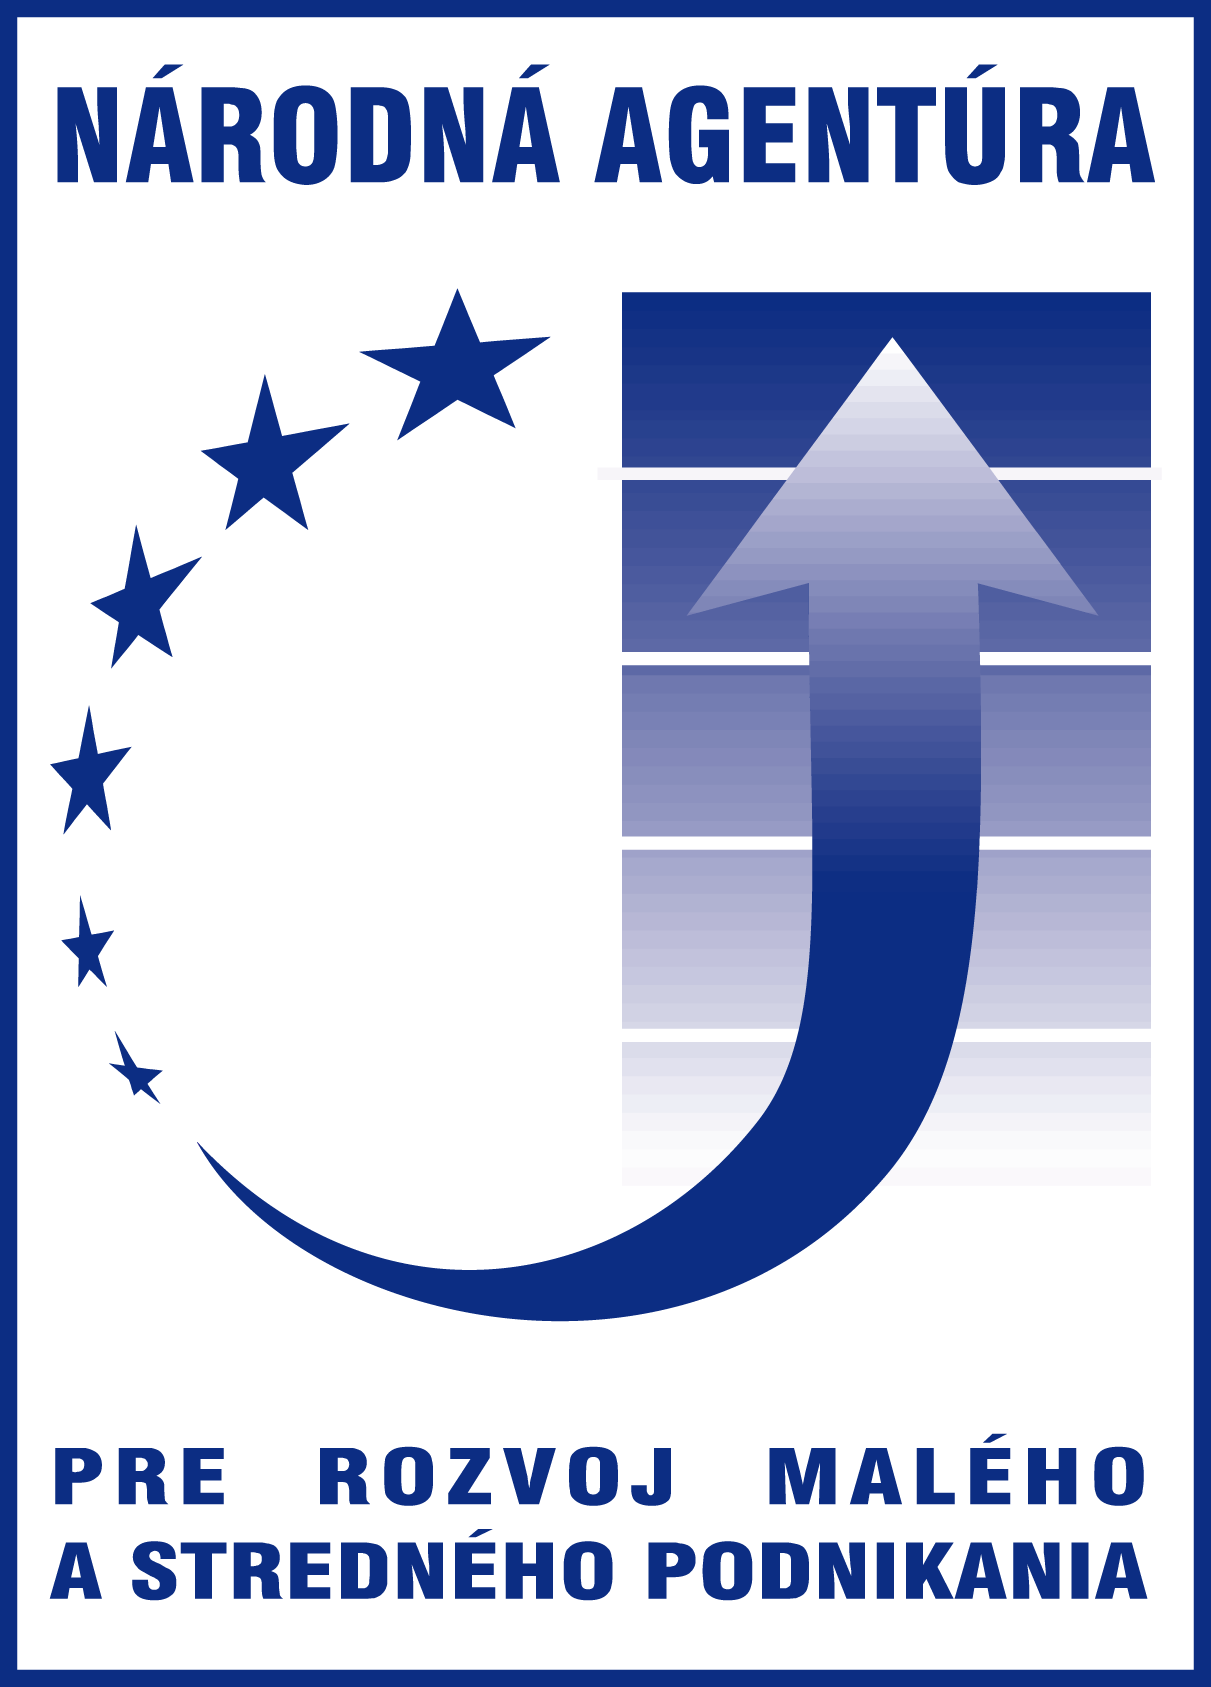 NÁRODNÁ AGENTÚRA
PRE ROZVOJ MALÉHO
A STREDNÉHO PODNIKANIA